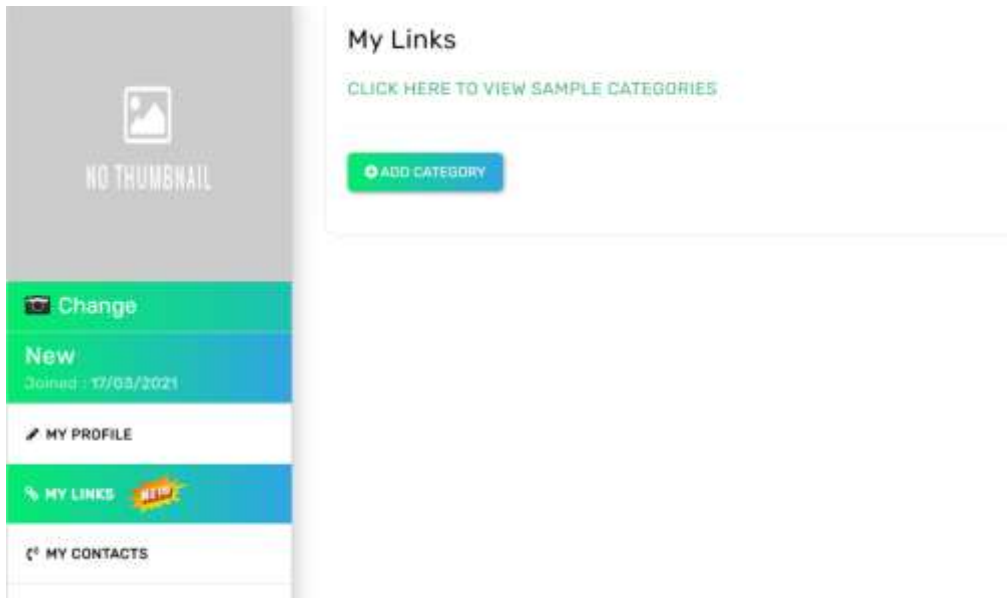 NO THUMBNAIL
Change
New
Joined : 17/03/2021
MY PROFILE
MY LINKS NEW
MY CONTACTS
My Links
CLICK HERE TO VIEW SAMPLE CATEGORIES
ADD CATEGORY